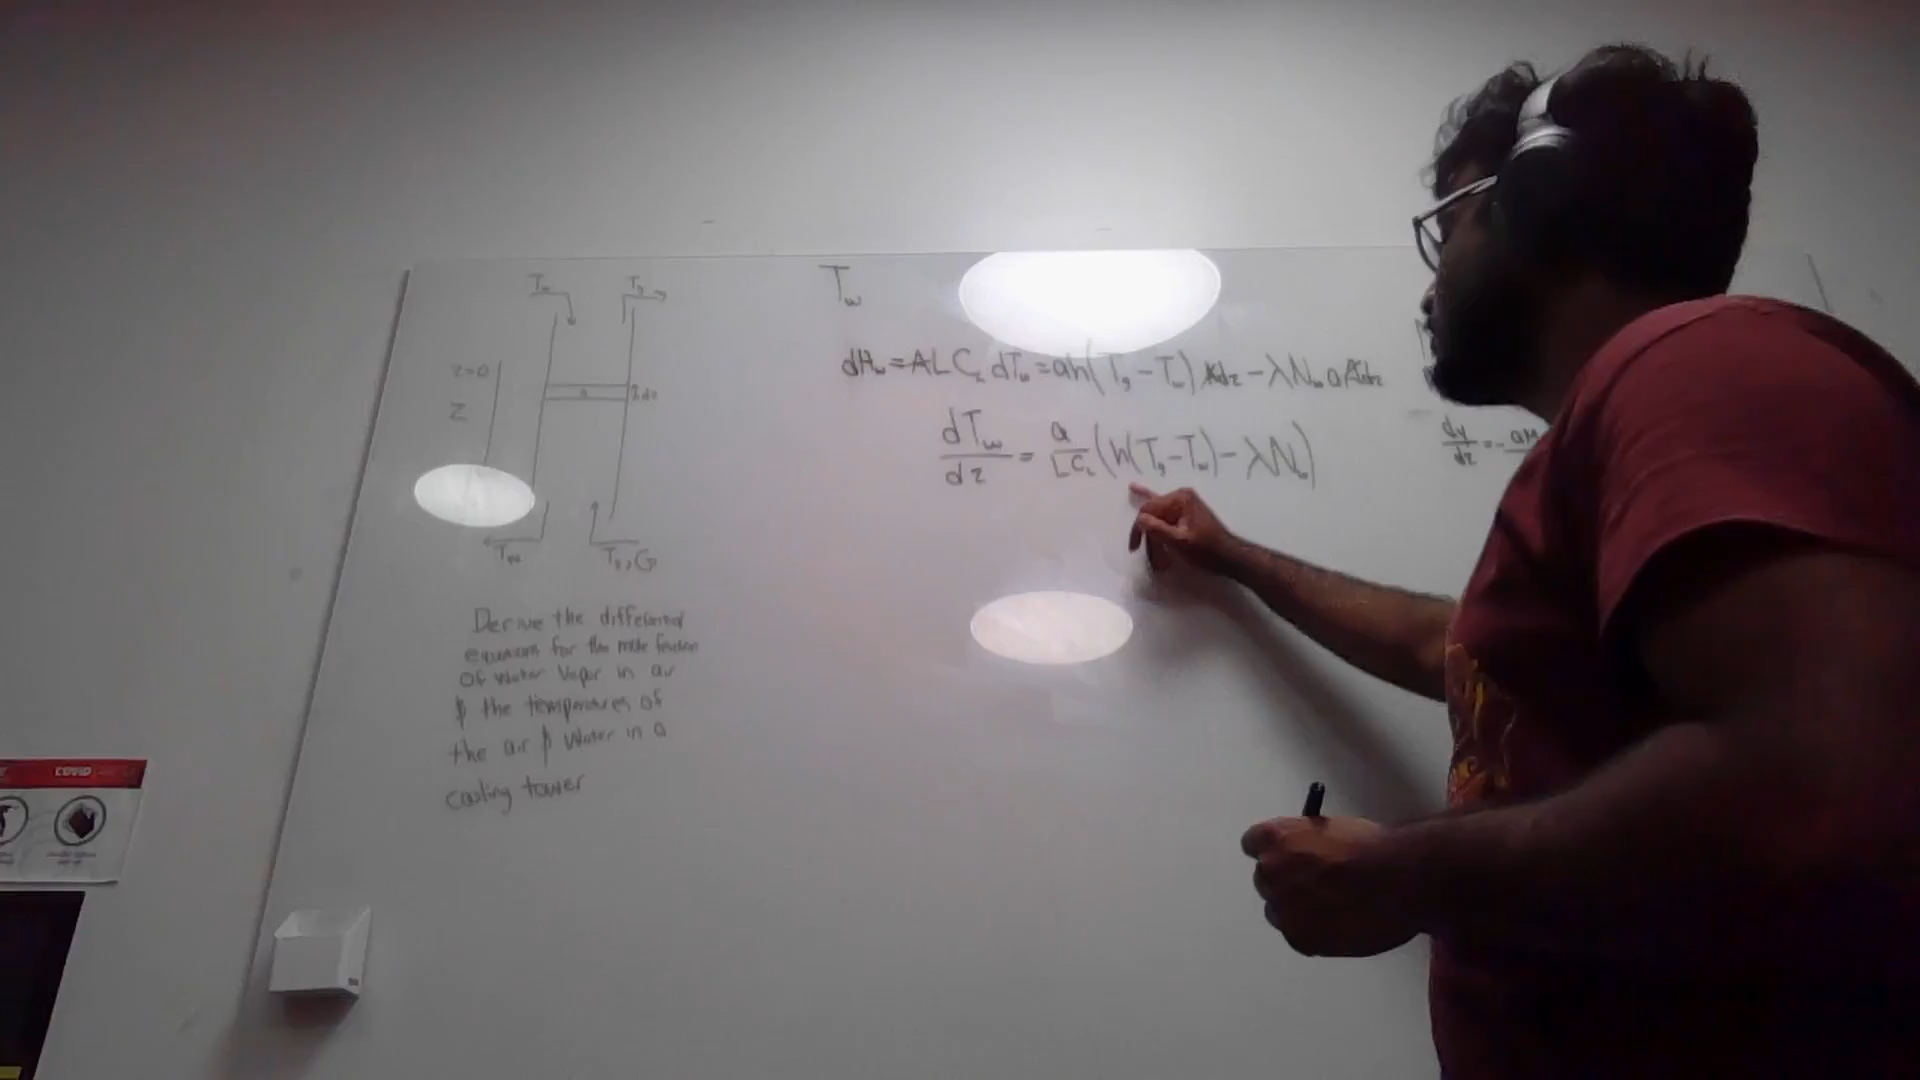 T_w
T_g
z=0
z
dz
T_w
T_g, G
Derive the differential
equations for the mole fraction
of water vapor in air
& the temperatures of
the air & water in a
cooling tower
T_w
dH_w = ALC_L dT_w = ah(T_g - T_w)Adz - λN_w a Adz
dT_w/dz = a/(LC_L) (h(T_g - T_w) - λN_w)
dy/dz = - aM
COVID